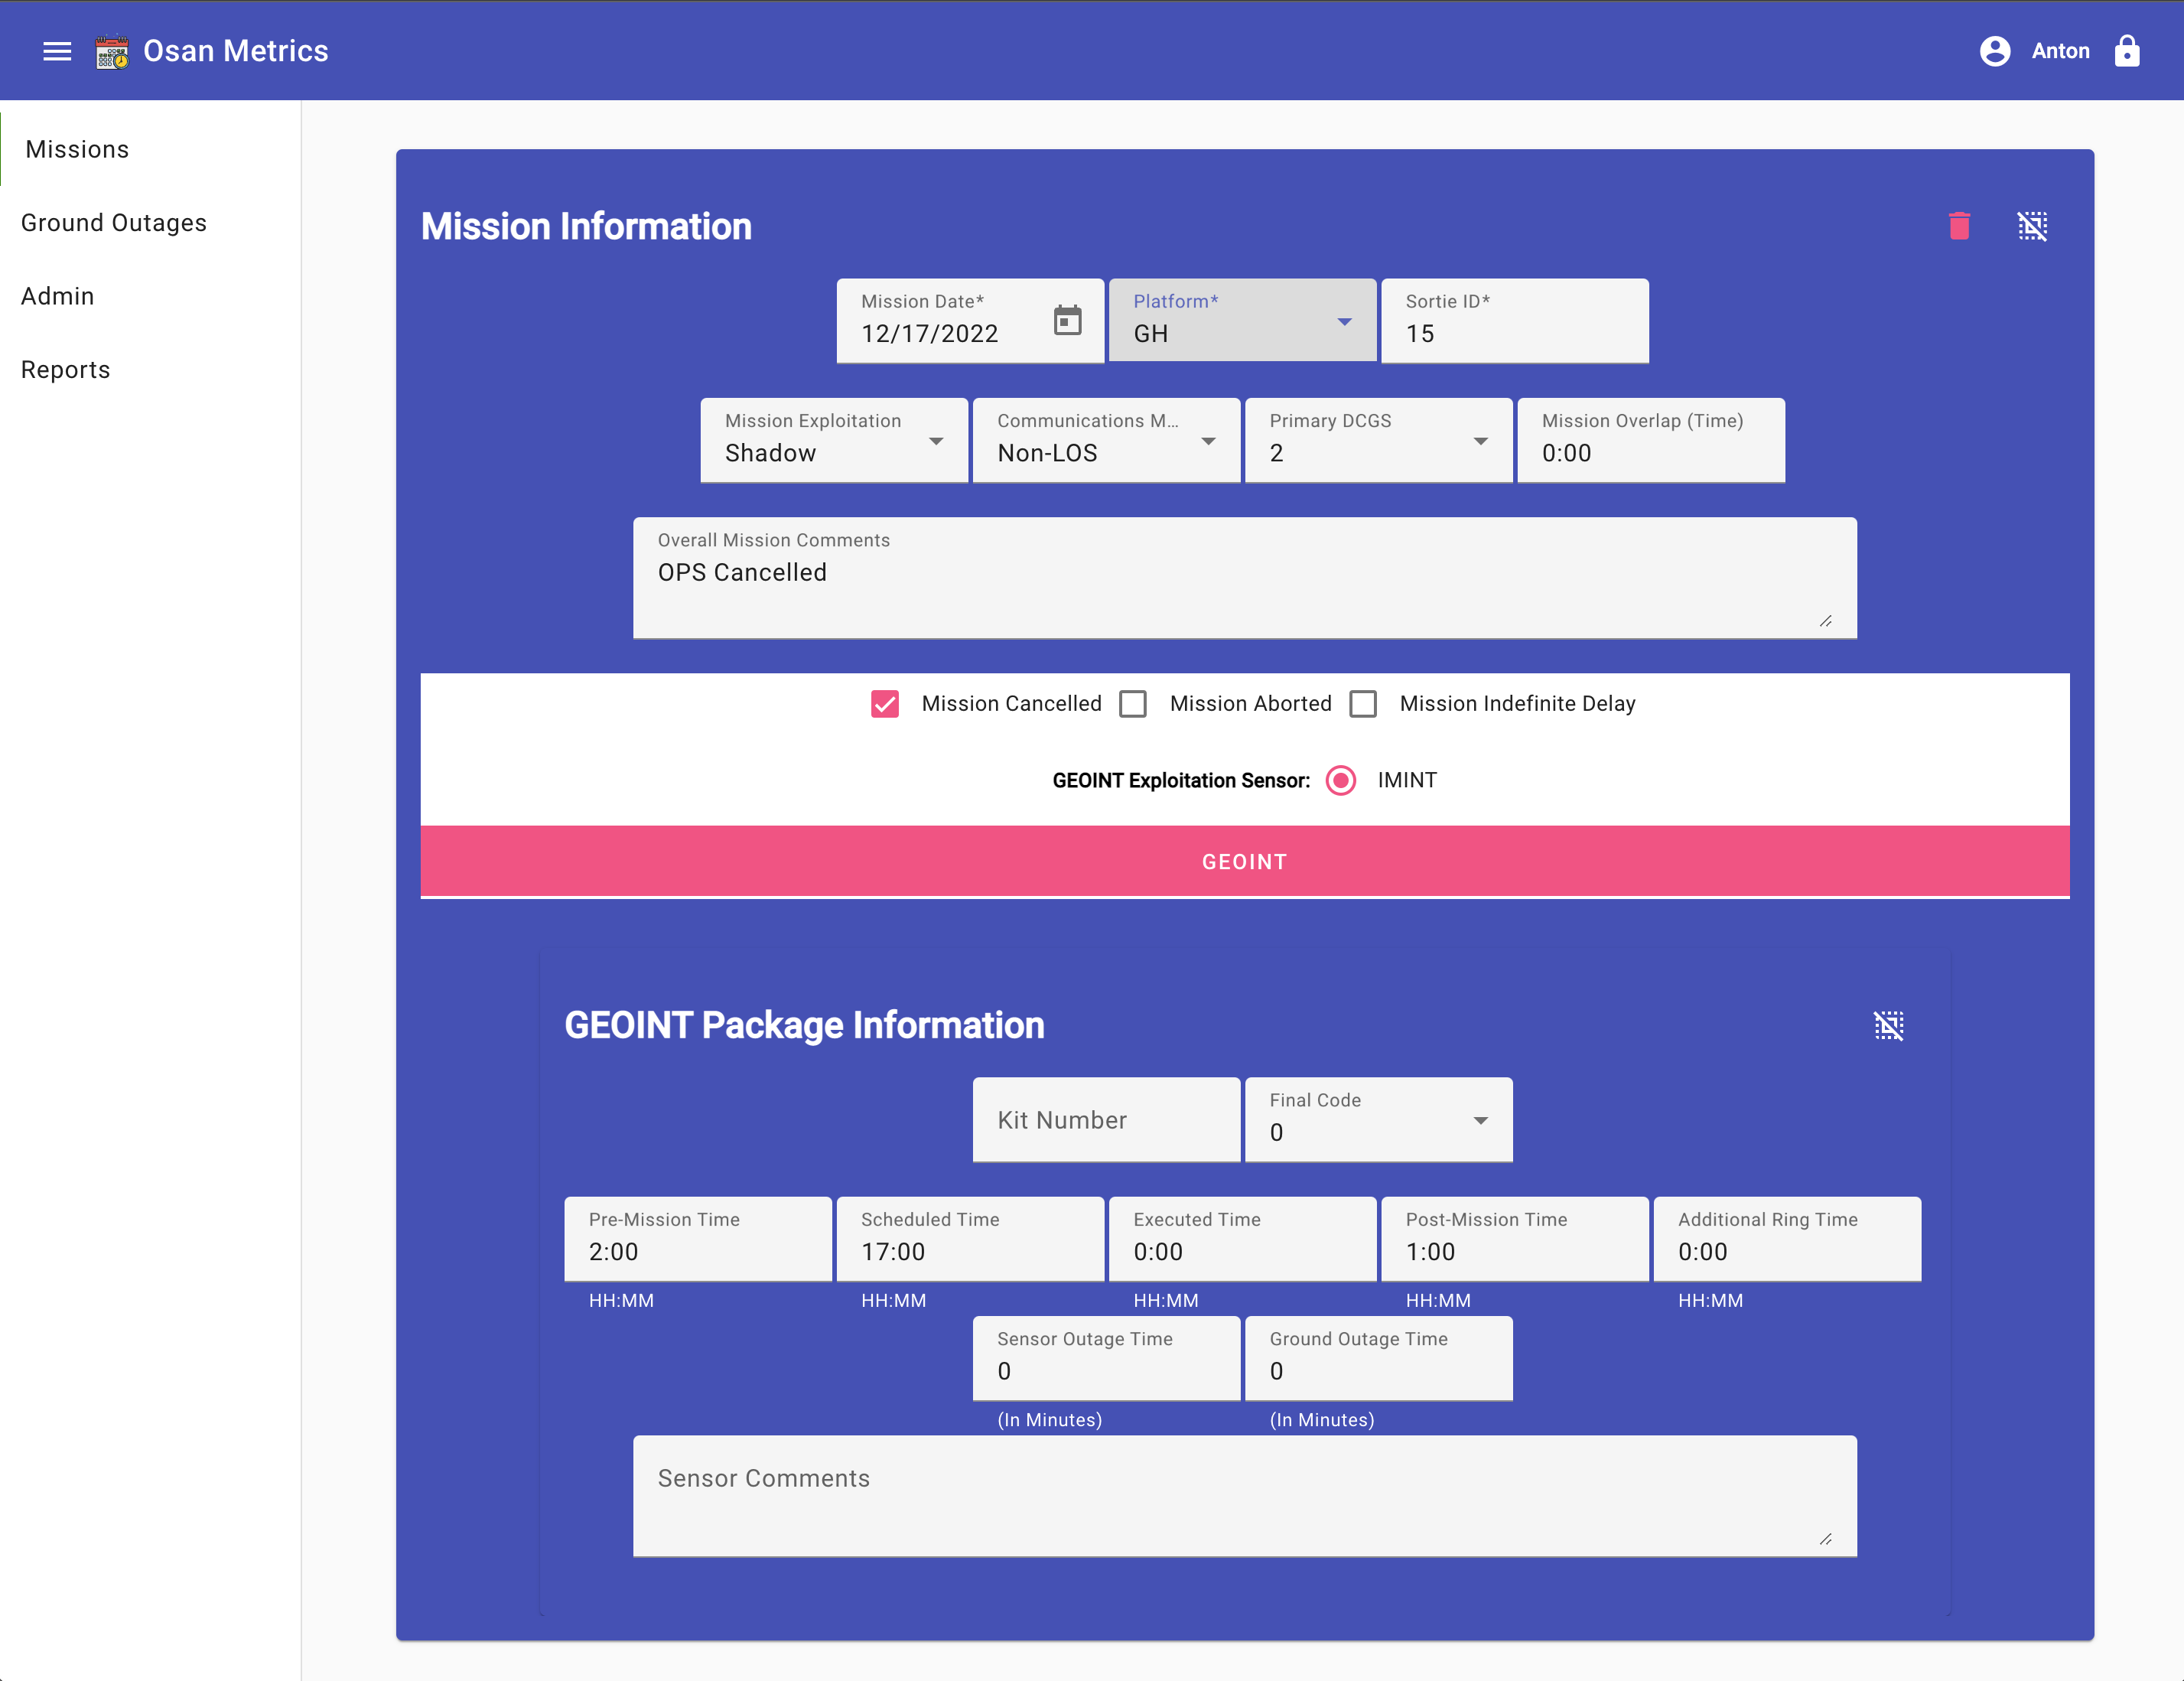 Osan Metrics
Anton
Missions
Ground Outages
Admin
Reports
Mission Information
Mission Date*
12/17/2022
Platform*
GH
Sortie ID*
15
Mission Exploitation
Shadow
Communications M...
Non-LOS
Primary DCGS
2
Mission Overlap (Time)
0:00
Overall Mission Comments
OPS Cancelled
Mission Cancelled
Mission Aborted
Mission Indefinite Delay
GEOINT Exploitation Sensor:
IMINT
GEOINT
GEOINT Package Information
Kit Number
Final Code
0
Pre-Mission Time
2:00
HH:MM
Scheduled Time
17:00
HH:MM
Executed Time
0:00
HH:MM
Post-Mission Time
1:00
HH:MM
Additional Ring Time
0:00
HH:MM
Sensor Outage Time
0
(In Minutes)
Ground Outage Time
0
(In Minutes)
Sensor Comments